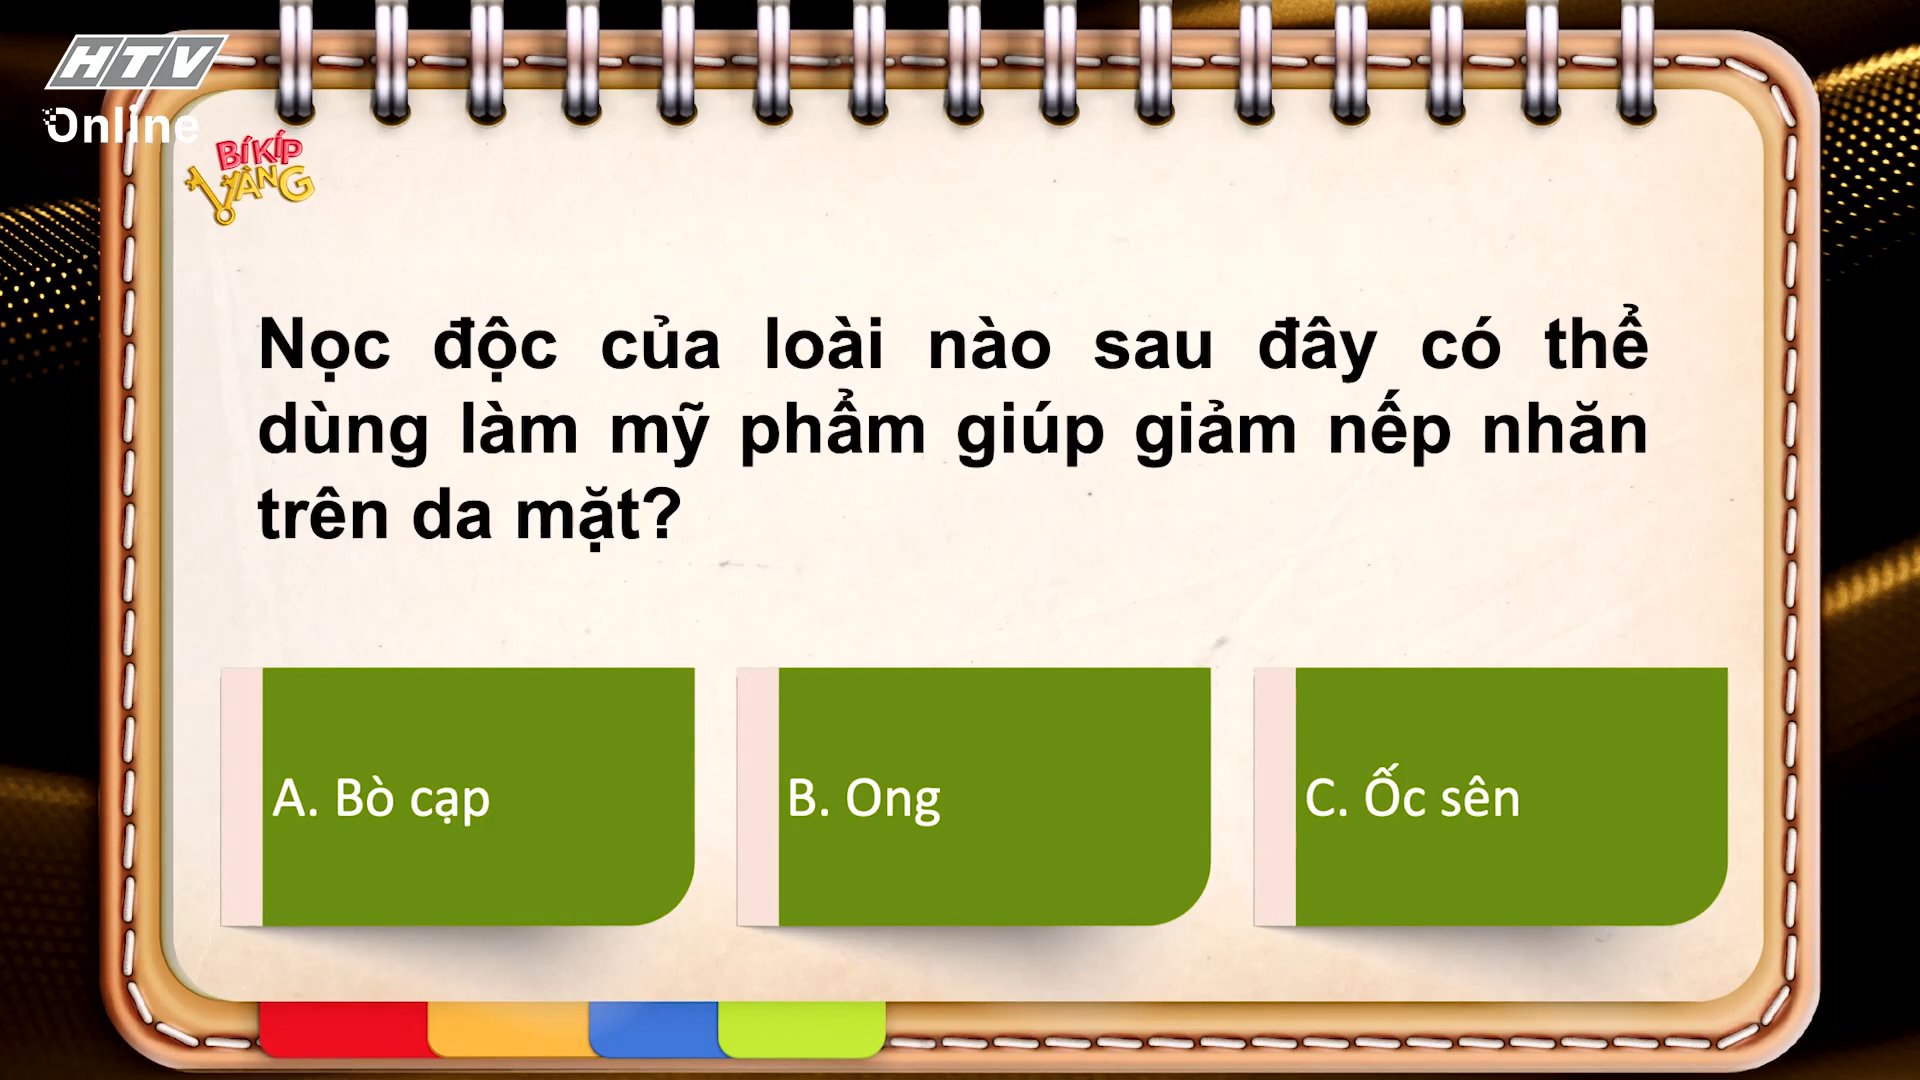 HTV
Online
BÍ KÍP
VÀNG
Nọc độc của loài nào sau đây có thể
dùng làm mỹ phẩm giúp giảm nếp nhăn
trên da mặt?
A. Bò cạp
B. Ong
C. Ốc sên